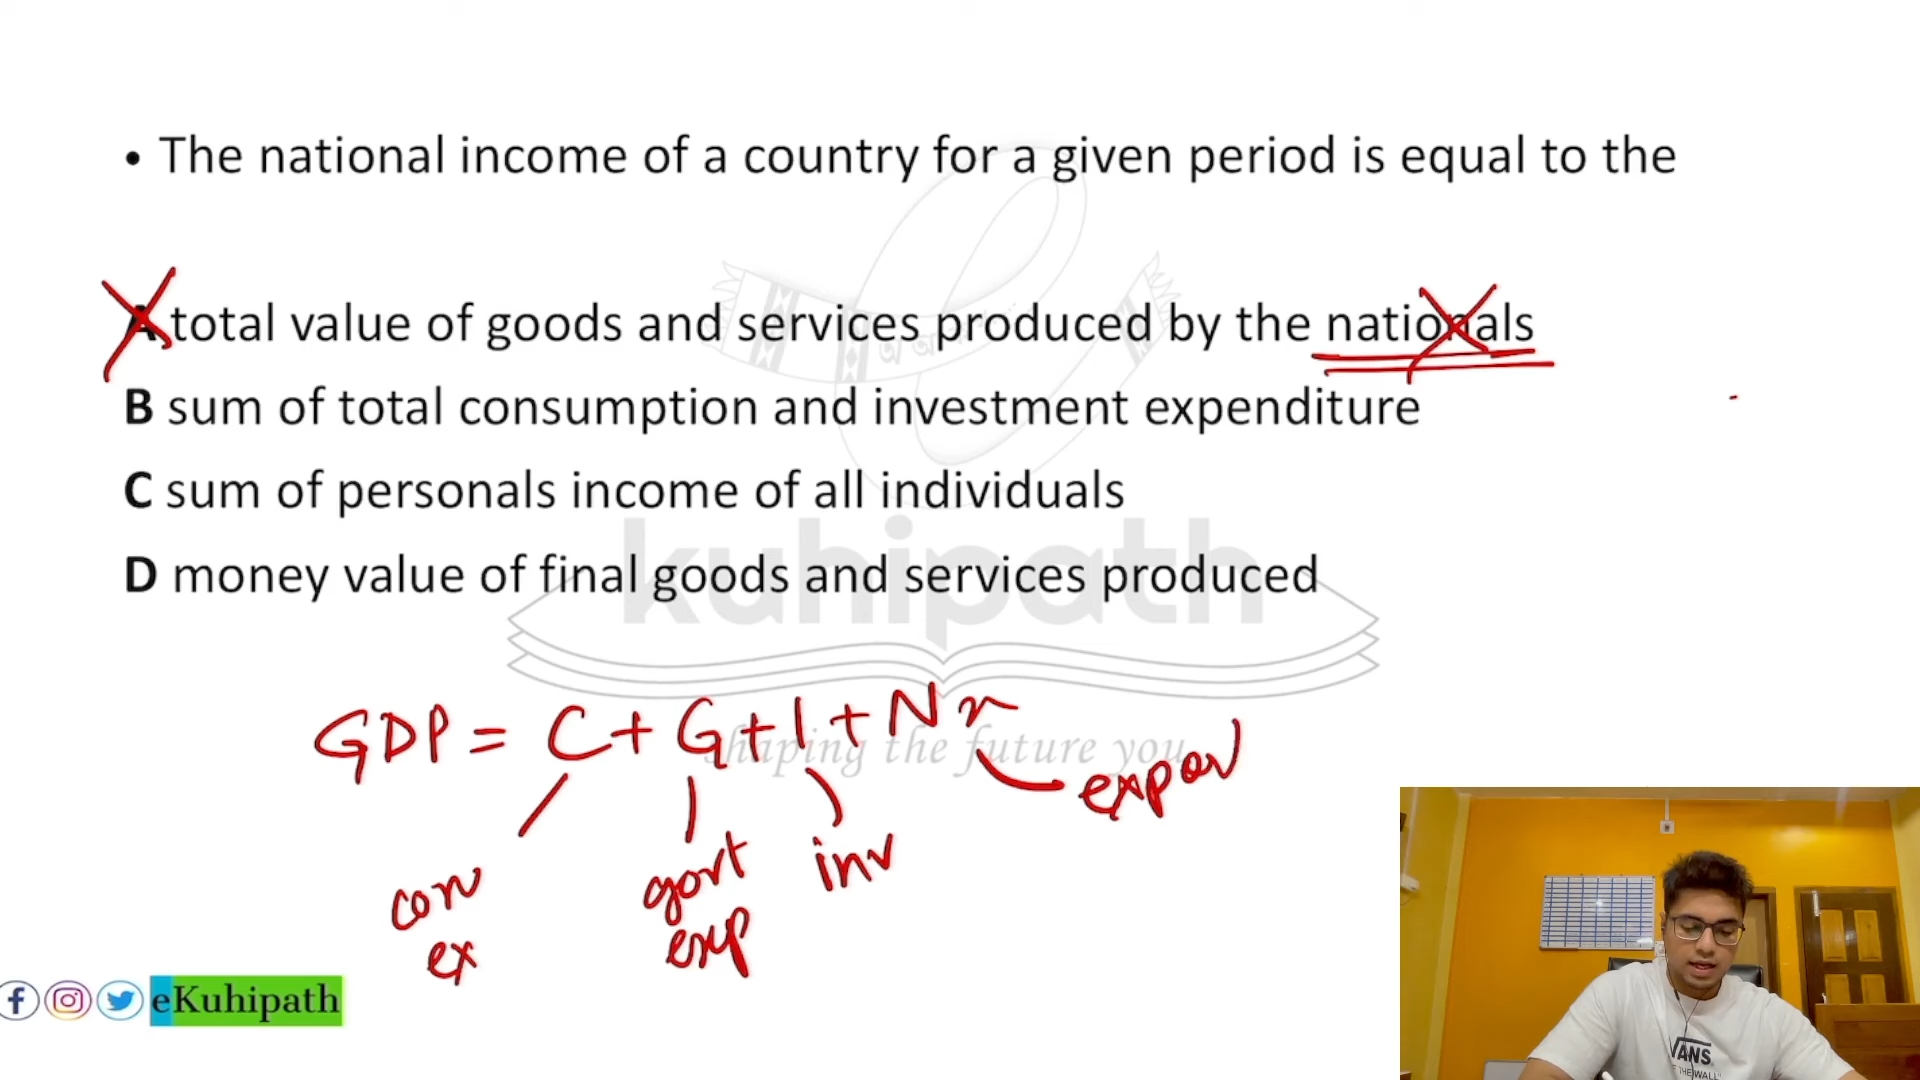 • The national income of a country for a given period is equal to the
A total value of goods and services produced by the nationals
B sum of total consumption and investment expenditure
C sum of personals income of all individuals
D money value of final goods and services produced
kuhipath
shaping the future you
GDP = C + G + I + Nx
con
ex
govt
exp
inv
eKuhipath
VANS
THE WALL"